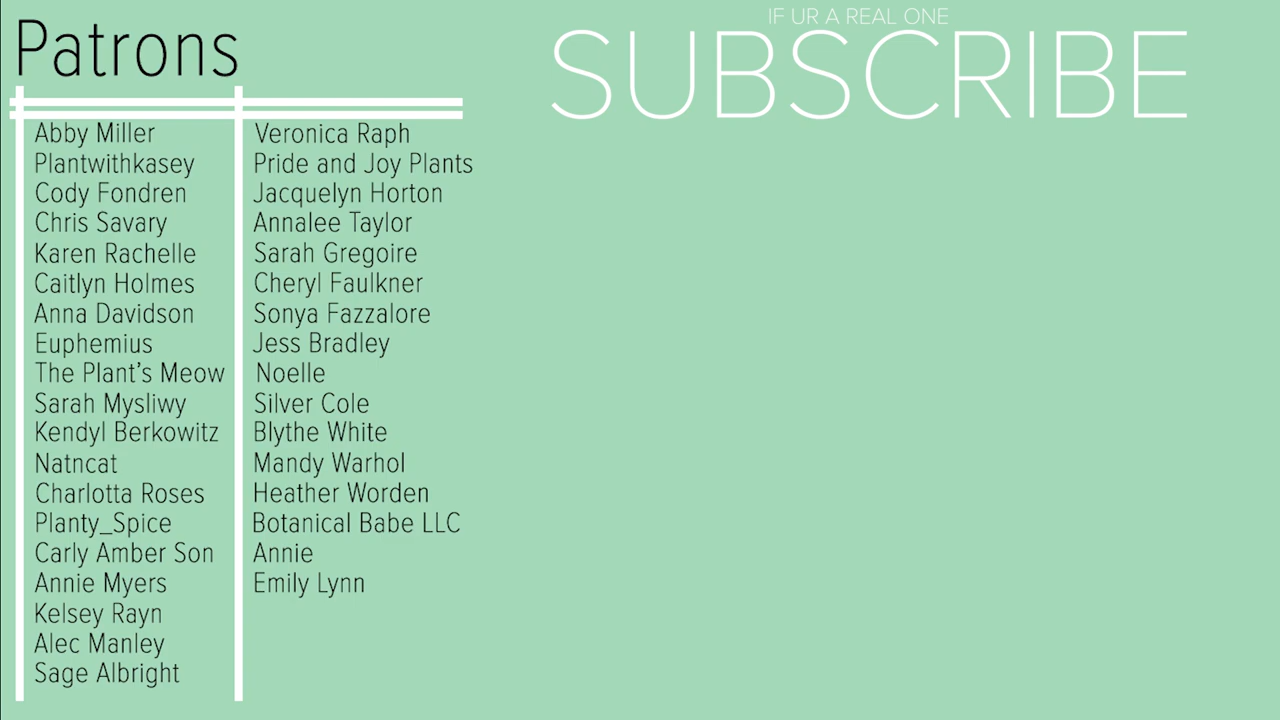 Patrons
Abby Miller
Plantwithkasey
Cody Fondren
Chris Savary
Karen Rachelle
Caitlyn Holmes
Anna Davidson
Euphemius
The Plant's Meow
Sarah Mysliwy
Kendyl Berkowitz
Natncat
Charlotta Roses
Planty_Spice
Carly Amber Son
Annie Myers
Kelsey Rayn
Alec Manley
Sage Albright
Veronica Raph
Pride and Joy Plants
Jacquelyn Horton
Annalee Taylor
Sarah Gregoire
Cheryl Faulkner
Sonya Fazzalore
Jess Bradley
Noelle
Silver Cole
Blythe White
Mandy Warhol
Heather Worden
Botanical Babe LLC
Annie
Emily Lynn
IF UR A REAL ONE
SUBSCRIBE